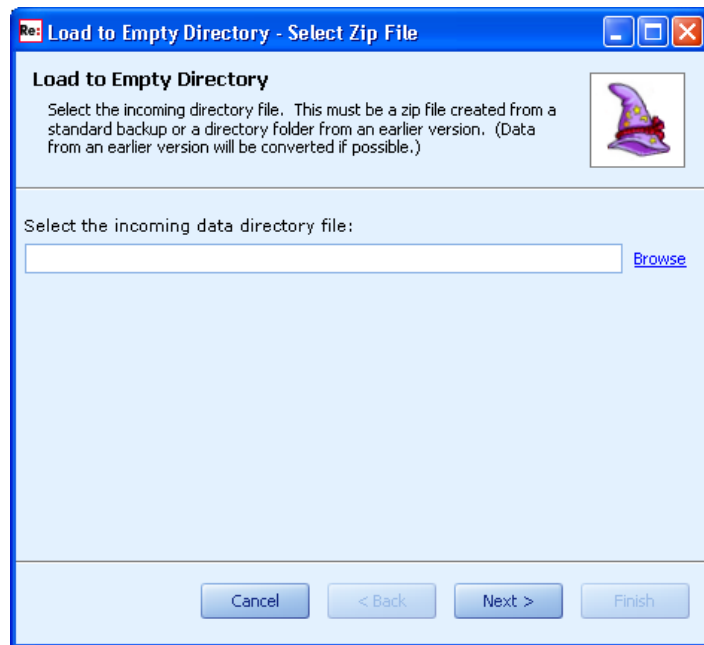 Re: Load to Empty Directory - Select Zip File
Load to Empty Directory
Select the incoming directory file. This must be a zip file created from a
standard backup or a directory folder from an earlier version. (Data
from an earlier version will be converted if possible.)
Select the incoming data directory file:
Browse
Cancel < Back Next > Finish